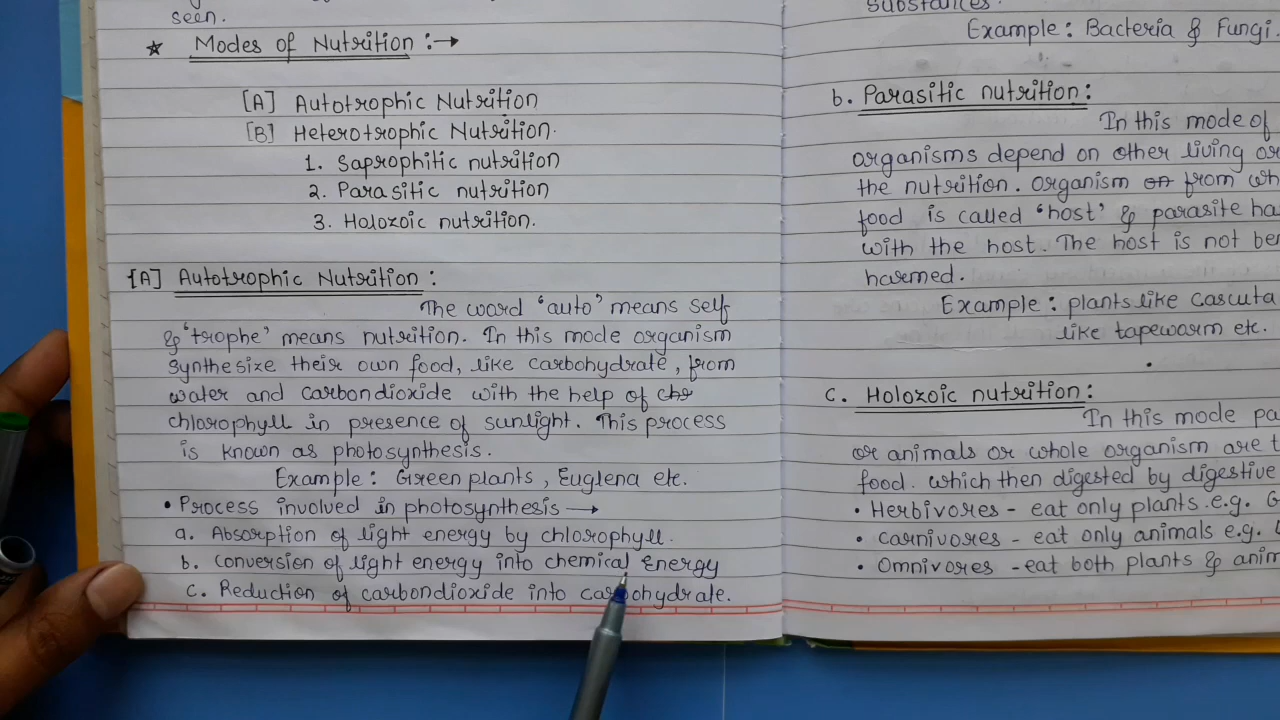 seen.
★ Modes of Nutrition :→
[A] Autotrophic Nutrition
[B] Heterotrophic Nutrition.
1. Saprophitic nutrition
2. Parasitic nutrition
3. Holozoic nutrition.
[A] Autotrophic Nutrition :
The word 'auto' means self
& 'trophe' means nutrition. In this mode organism
synthesize their own food, like carbohydrate, from
water and carbondioxide with the help of
chlorophyll in presence of sunlight. This process
is known as photosynthesis.
Example : Green plants, Euglena etc.
• Process involved in photosynthesis →
a. Absorption of light energy by chlorophyll.
b. Conversion of light energy into chemical Energy
c. Reduction of carbondioxide into carbohydrate.
substances.
Example : Bacteria & Fungi.
b. Parasitic nutrition :
In this mode of
organisms depend on other living
the nutrition. Organism from
food is called 'host' & parasite
with the host. The host is not
harmed.
Example : plants like Cascuta
like tapeworm etc.
c. Holozoic nutrition :
In this mode
or animals or whole organism are
food. which then digested by digestive
• Herbivores - eat only plants. e.g.
• Carnivores - eat only animals e.g.
• Omnivores - eat both plants &